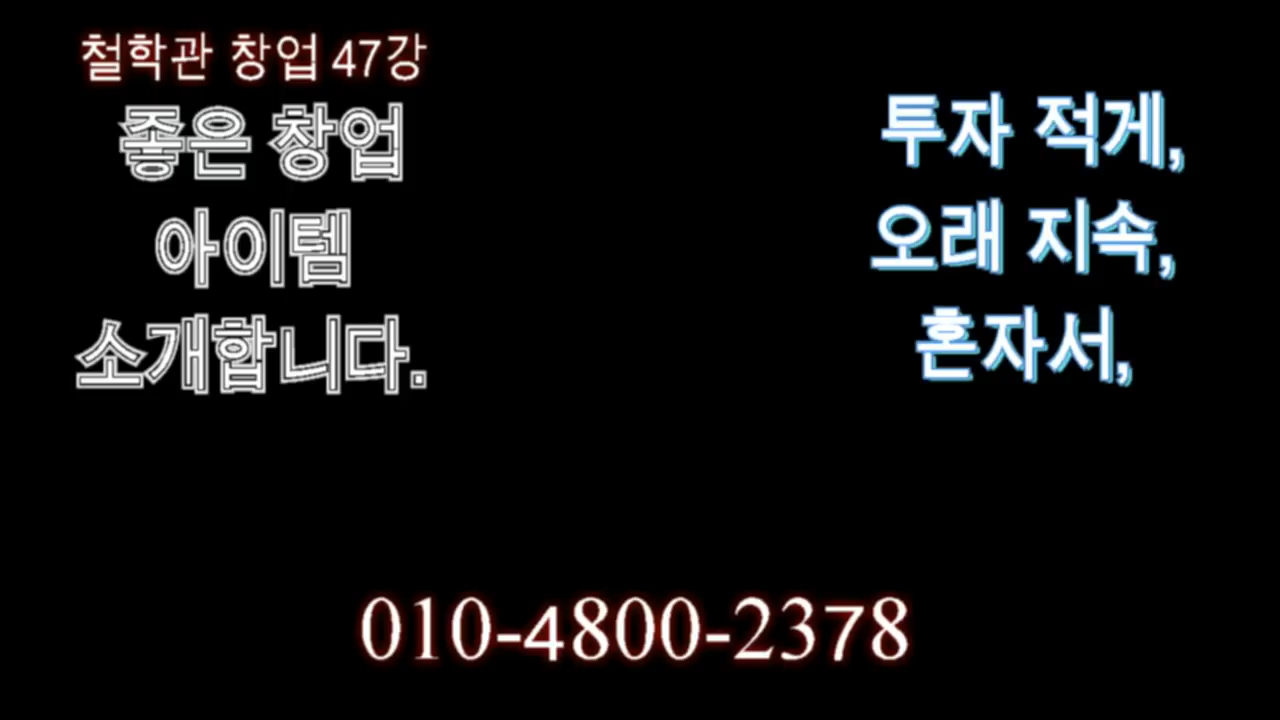 철학관 창업 47강
좋은 창업
아이템
소개합니다.
투자 적게,
오래 지속,
혼자서,
010-4800-2378